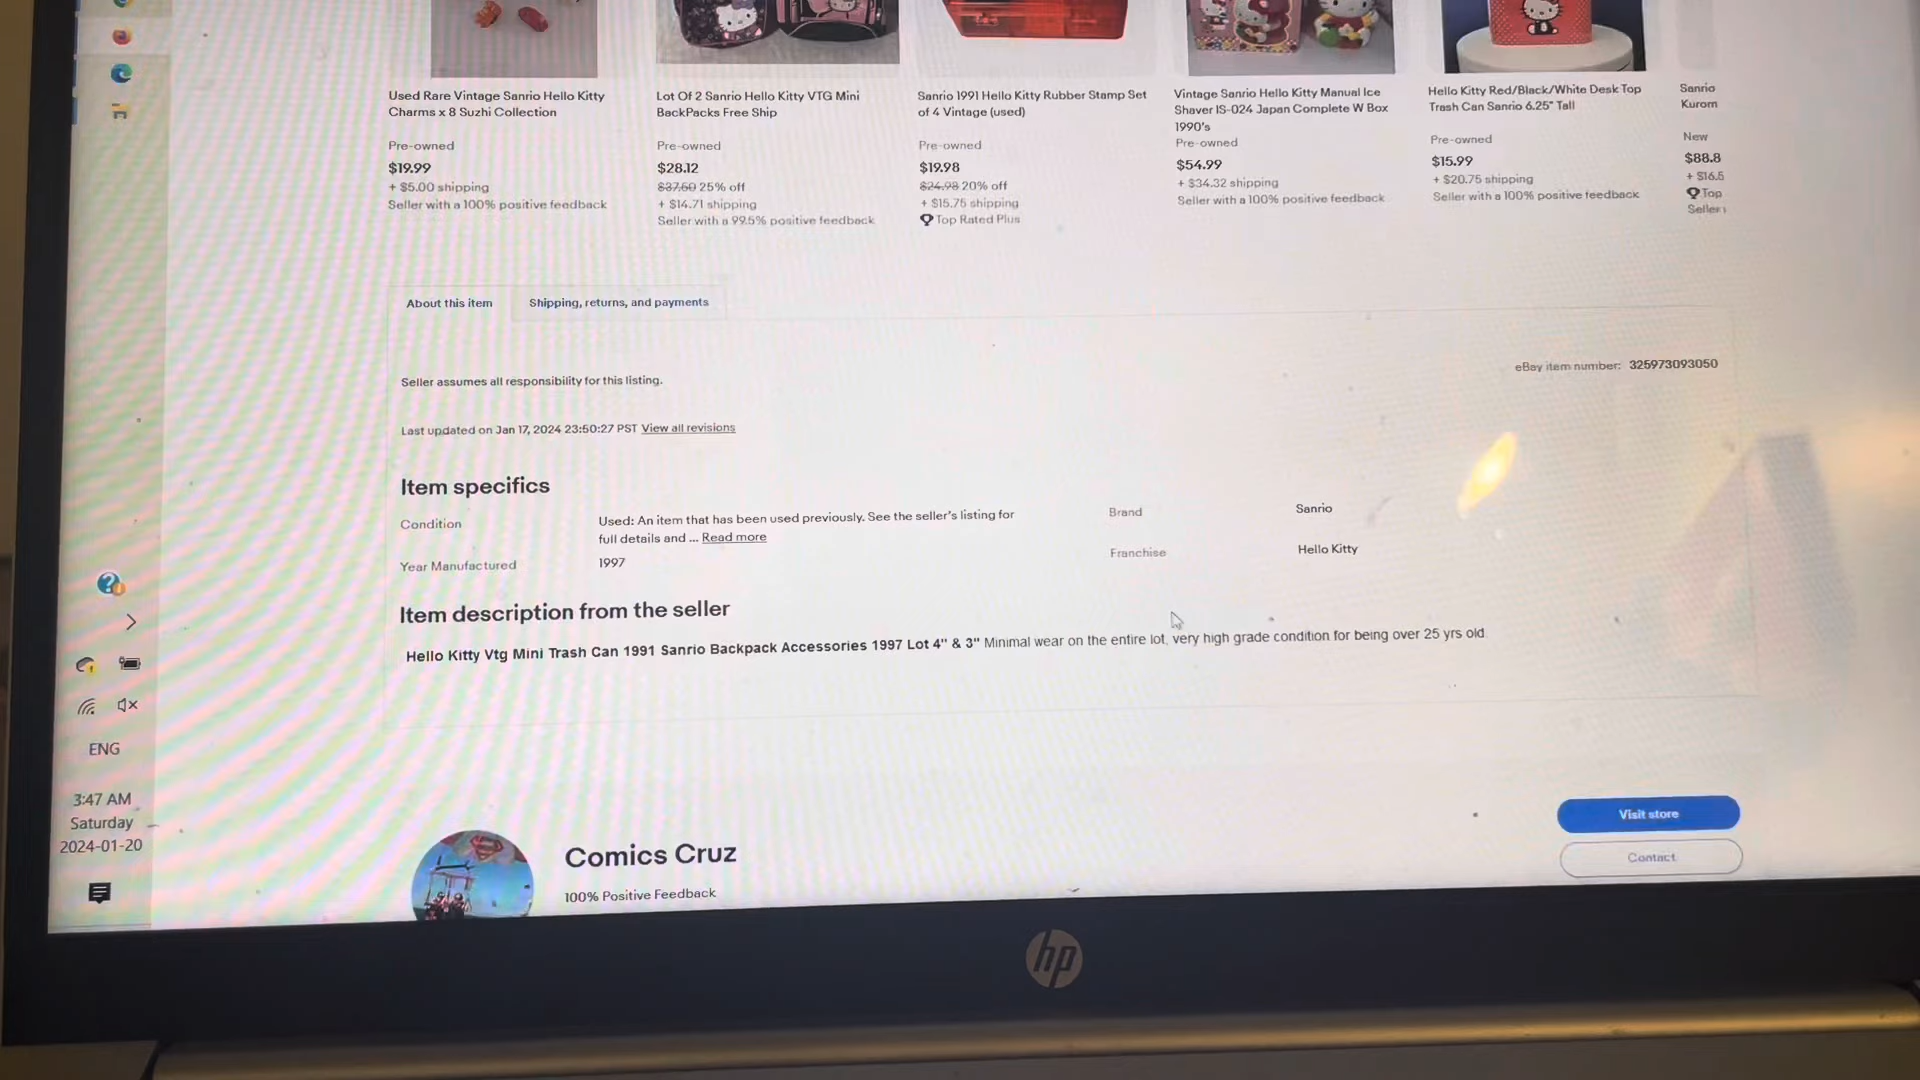 Used Rare Vintage Sanrio Hello Kitty
Charms x 8 Suzhi Collection
Pre-owned
$19.99
+ $5.00 shipping
Seller with a 100% positive feedback
Lot Of 2 Sanrio Hello Kitty VTG Mini
BackPacks Free Ship
Pre-owned
$28.12
$37.50 25% off
+ $14.71 shipping
Seller with a 99.5% positive feedback
Sanrio 1991 Hello Kitty Rubber Stamp Set
of 4 Vintage (used)
Pre-owned
$19.98
$24.98 20% off
+ $15.75 shipping
Top Rated Plus
Vintage Sanrio Hello Kitty Manual Ice
Shaver IS-024 Japan Complete W Box
1990's
Pre-owned
$54.99
+ $34.32 shipping
Seller with a 100% positive feedback
Hello Kitty Red/Black/White Desk Top
Trash Can Sanrio 6.25" Tall
Pre-owned
$15.99
+ $20.75 shipping
Seller with a 100% positive feedback
Sanrio
Kurom
New
$88.8
+ $16.5
Top
Seller
About this item
Shipping, returns, and payments
Seller assumes all responsibility for this listing.
eBay item number: 325973093050
Last updated on Jan 17, 2024 23:50:27 PST View all revisions
Item specifics
Condition
Used: An item that has been used previously. See the seller's listing for
full details and ... Read more
Brand
Sanrio
Year Manufactured
1997
Franchise
Hello Kitty
Item description from the seller
Hello Kitty Vtg Mini Trash Can 1991 Sanrio Backpack Accessories 1997 Lot 4" & 3" Minimal wear on the entire lot, very high grade condition for being over 25 yrs old
ENG
3:47 AM
Saturday
2024-01-20
Comics Cruz
100% Positive Feedback
Visit store
Contact
hp